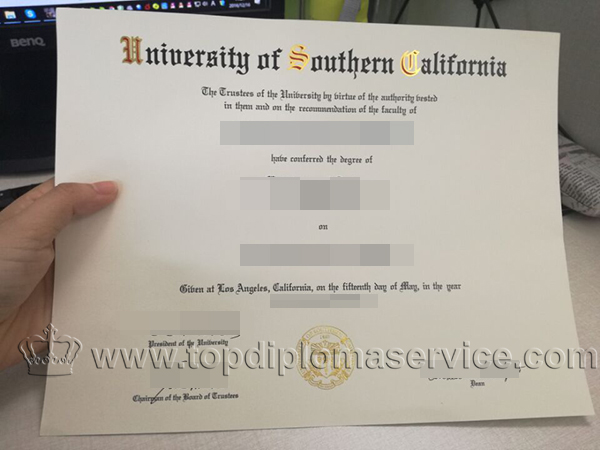 BenQ
2016/12/14
University of Southern California
The Trustees of the University by virtue of the authority vested
in them and on the recommendation of the faculty of
have conferred the degree of
on
Given at Los Angeles, California, on the fifteenth day of May, in the year
President of the University
Chairman of the Board of Trustees
Dean
www.topdiplomaservice.com